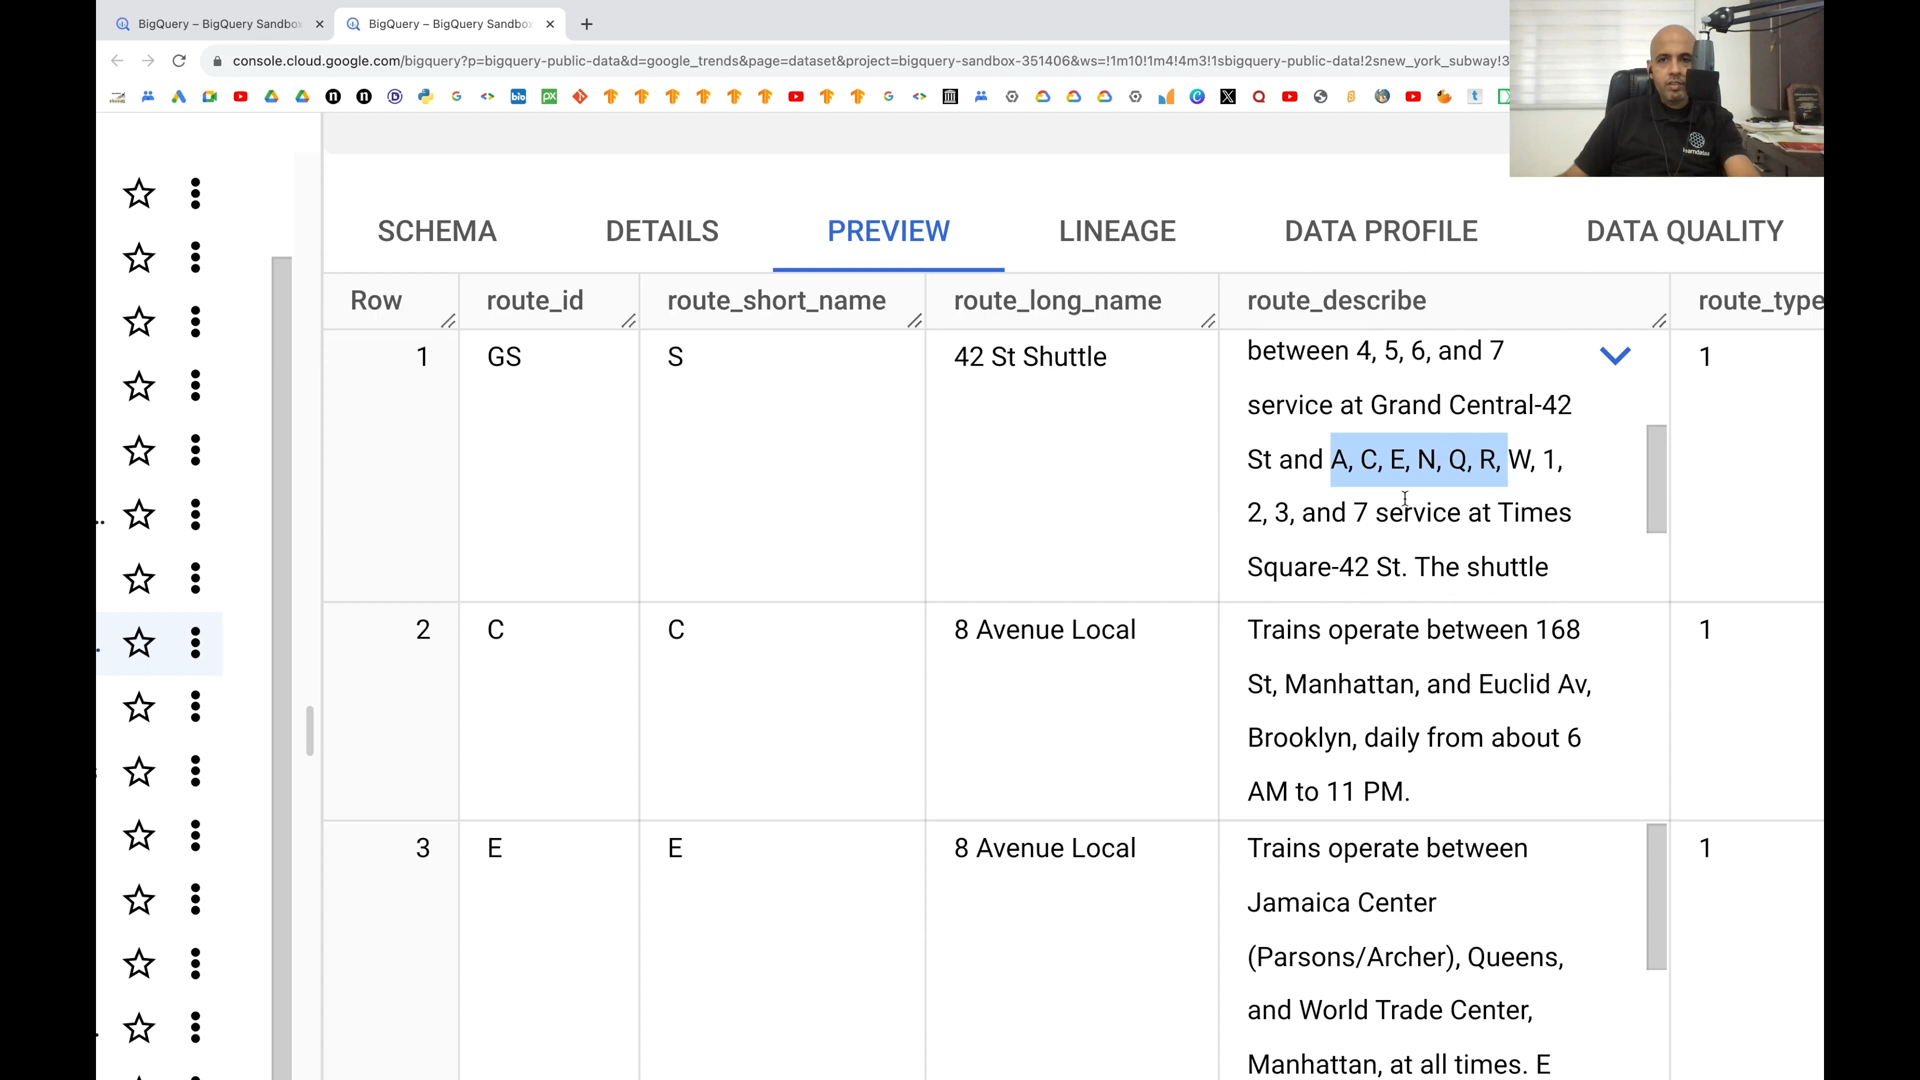 BigQuery – BigQuery Sandbox
BigQuery – BigQuery Sandbox
console.cloud.google.com/bigquery?p=bigquery-public-data&d=google_trends&page=dataset&project=bigquery-sandbox-351406&ws=!1m10!1m4!4m3!1sbigquery-public-data!2snew_york_subway!3
SCHEMA DETAILS PREVIEW LINEAGE DATA PROFILE DATA QUALITY
Row route_id route_short_name route_long_name route_describe route_type
1 GS S 42 St Shuttle between 4, 5, 6, and 7 1
service at Grand Central-42
St and A, C, E, N, Q, R, W, 1,
2, 3, and 7 service at Times
Square-42 St. The shuttle
2 C C 8 Avenue Local Trains operate between 168 1
St, Manhattan, and Euclid Av,
Brooklyn, daily from about 6
AM to 11 PM.
3 E E 8 Avenue Local Trains operate between 1
Jamaica Center
(Parsons/Archer), Queens,
and World Trade Center,
Manhattan, at all times. E